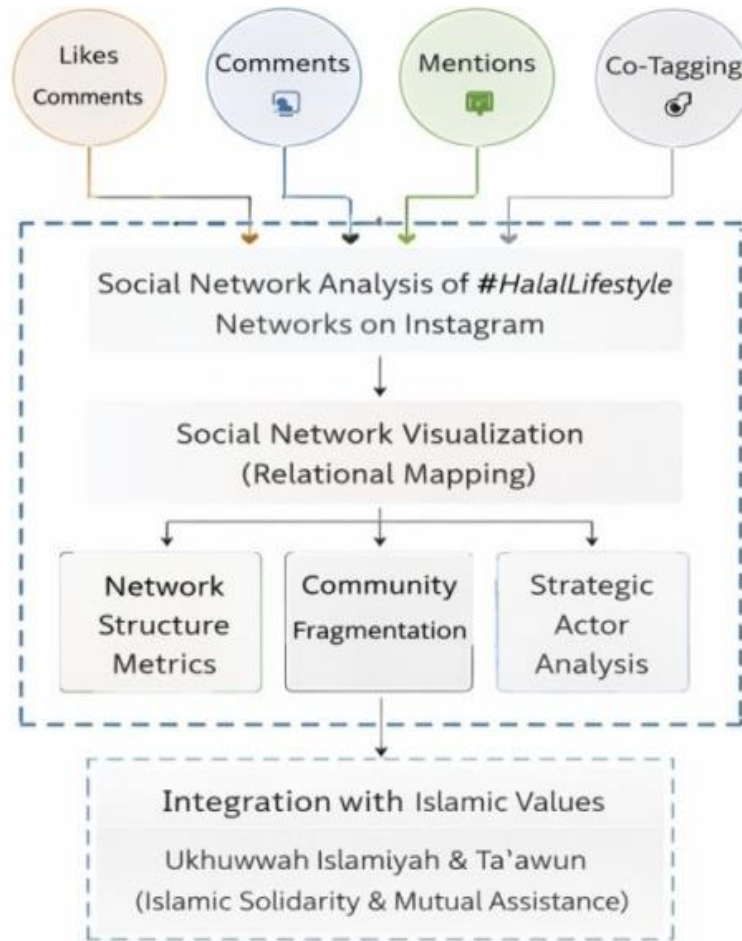 Likes
Comments
Comments
Mentions
Co-Tagging
Social Network Analysis of #HalalLifestyle
Networks on Instagram
Social Network Visualization
(Relational Mapping)
Network
Structure
Metrics
Community
Fragmentation
Strategic
Actor
Analysis
Integration with Islamic Values
Ukhuwwah Islamiyah & Ta'awun
(Islamic Solidarity & Mutual Assistance)